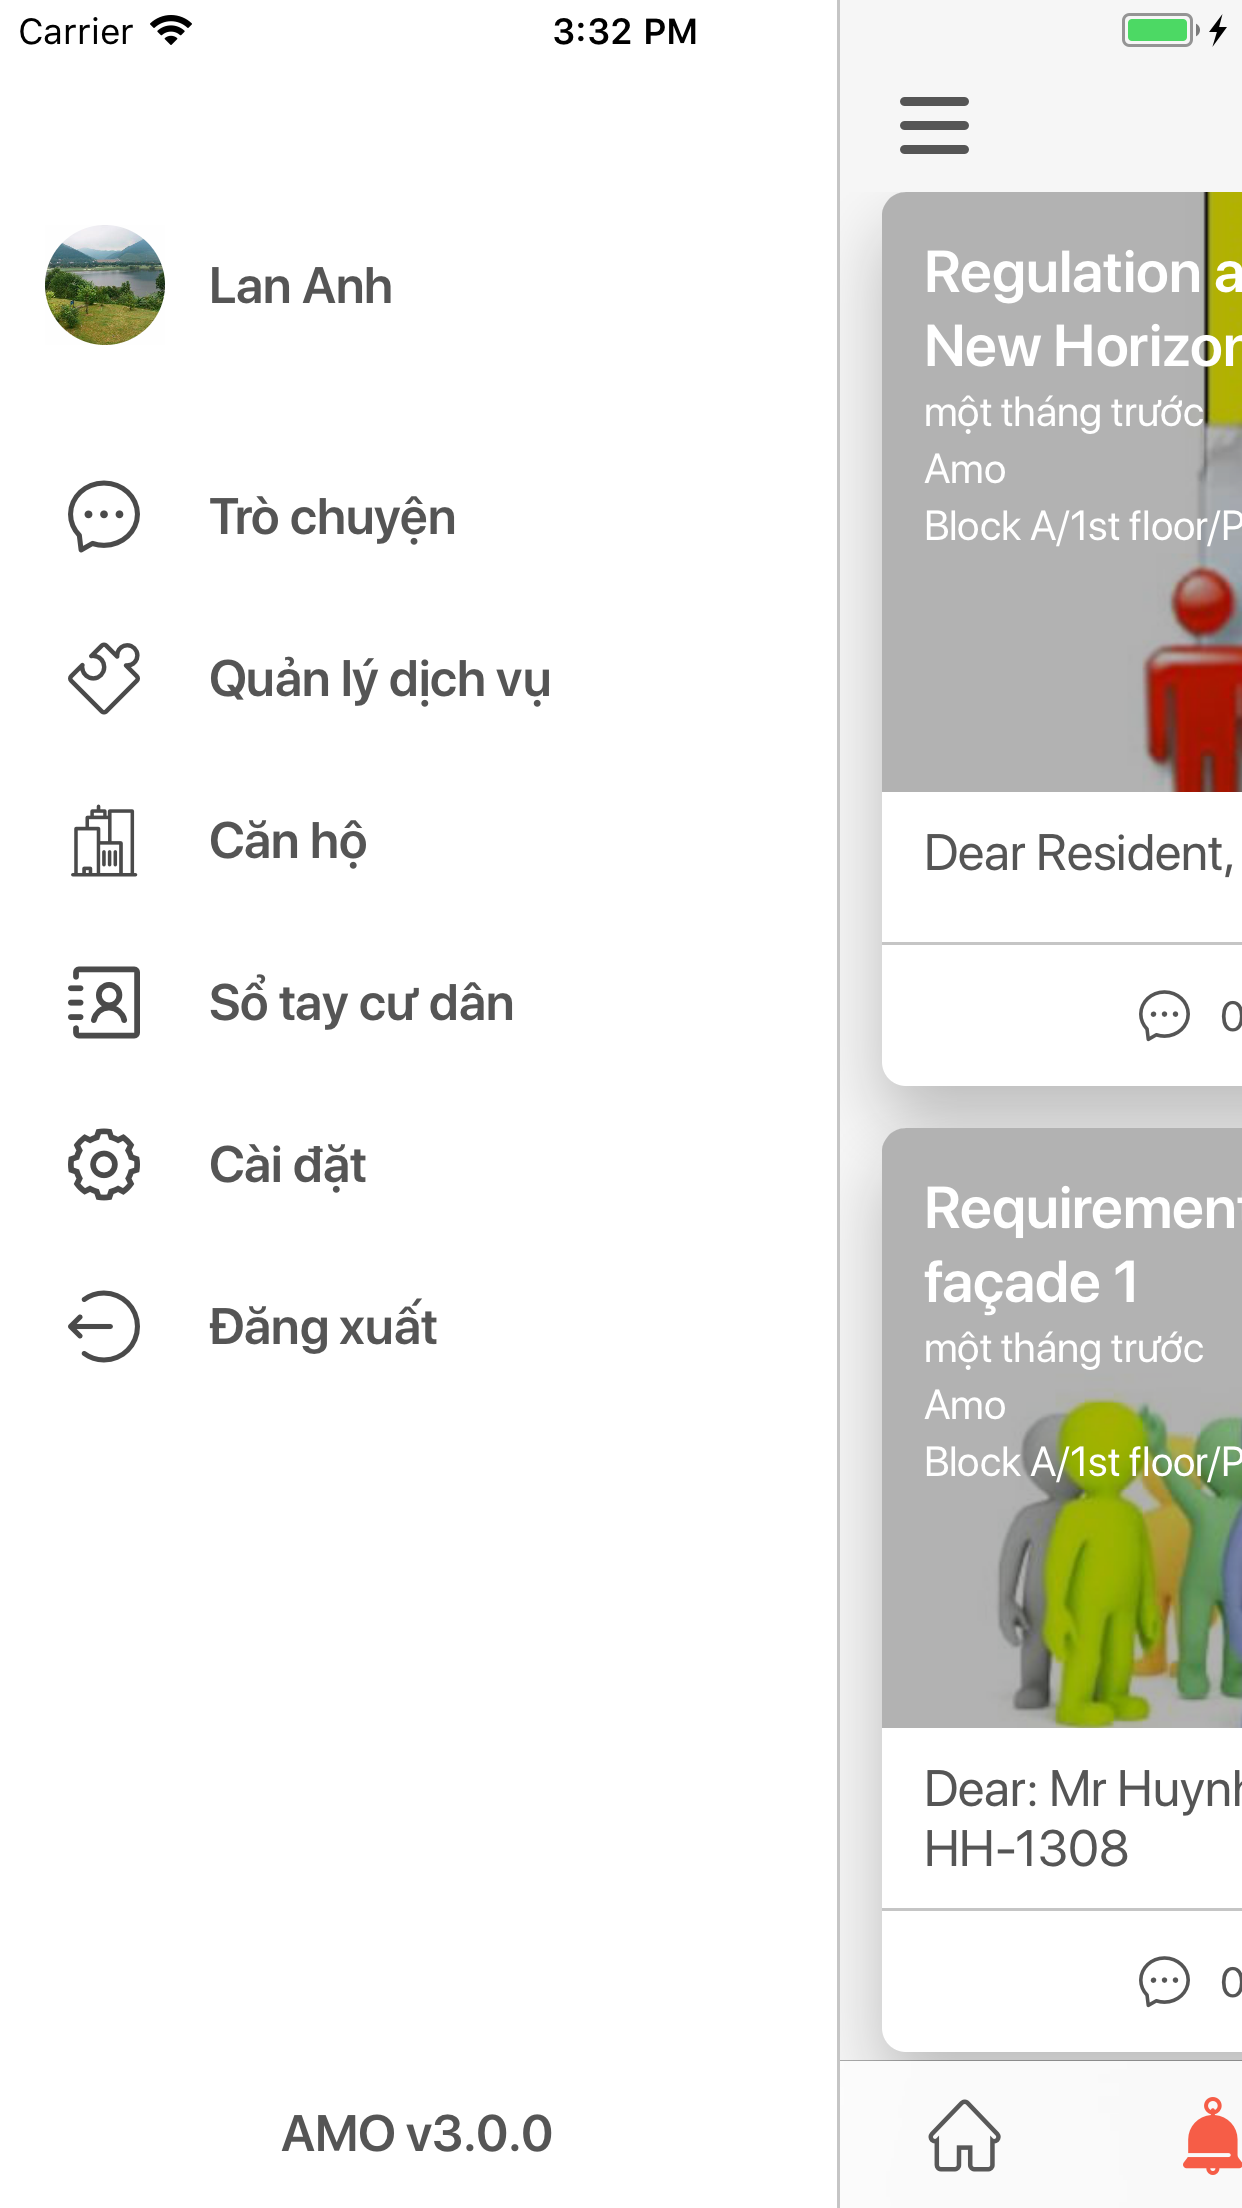 Carrier 3:32 PM
Lan Anh
Trò chuyện
Quản lý dịch vụ
Căn hộ
Sổ tay cư dân
Cài đặt
Đăng xuất
AMO v3.0.0
Regulation a
New Horizon
một tháng trước
Amo
Block A/1st floor/P
Dear Resident,
0
Requirement
façade 1
một tháng trước
Amo
Block A/1st floor/P
Dear: Mr Huynh
HH-1308
0